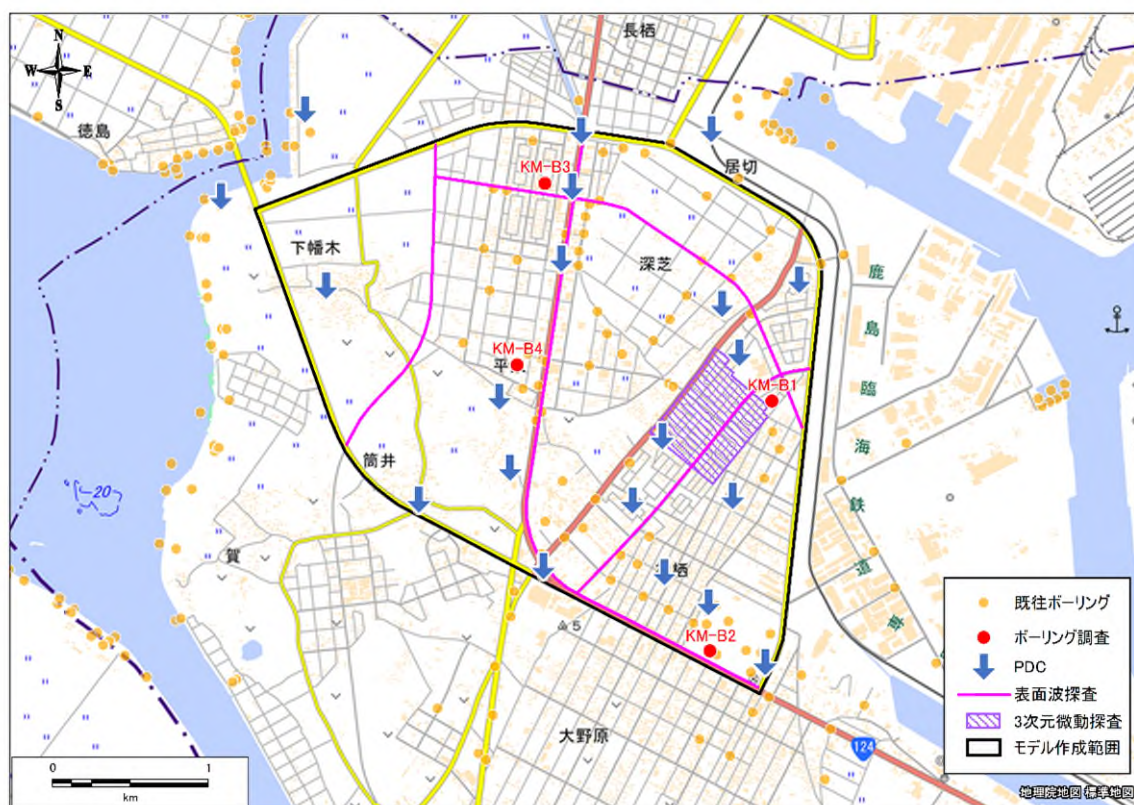 N
W E
S
長栖
徳島
居切
KM-B3
下幡木
深芝
鹿
島
臨
海
鉄
道
KM-B4
平
KM-B1
筒井
-20
賀
栖
5
KM-B2
大野原
124
既往ボーリング
ボーリング調査
PDC
表面波探査
3次元微動探査
モデル作成範囲
0 1
km
地理院地図 標準地図